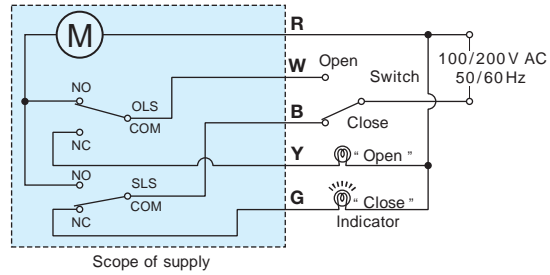 M
R
W
Open
100/200V AC
50/60Hz
Switch
NO
OLS
COM
B
Close
NC
Y
“ Open ”
NO
SLS
COM
G
“ Close ”
NC
Indicator
Scope of supply